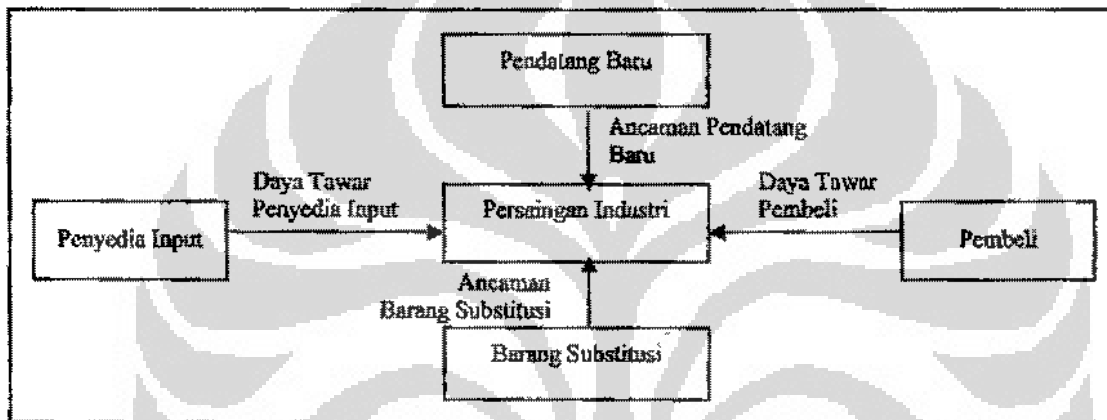 Pendatang Baru
Ancaman Pendatang
Baru
Daya Tawar
Penyedia Input
Daya Tawar
Pembeli
Penyedia Input
Persaingan Industri
Pembeli
Ancaman
Barang Substitusi
Barang Substitusi